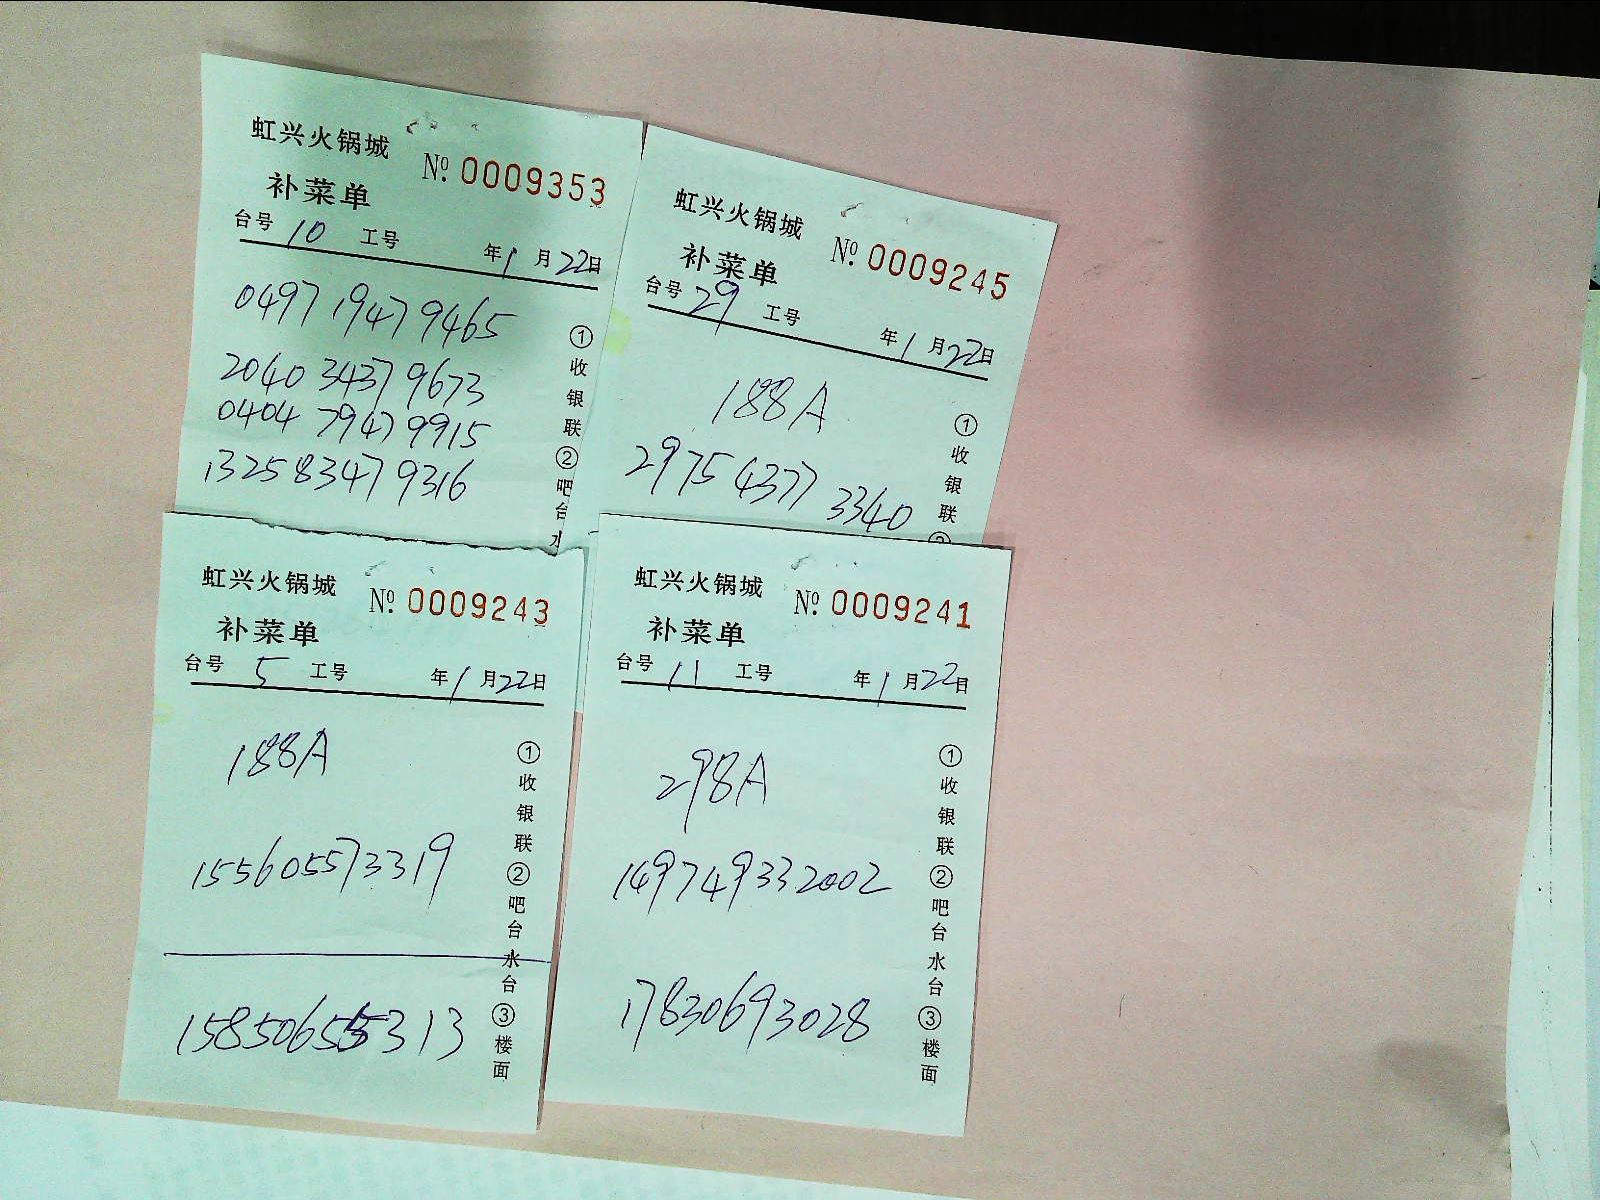 虹兴火锅城 № 0009353
补菜单
台号 10 工号 年 1 月 22 日
0497 1947 9465
2040 3437 9673
0404 7947 9915
1325 8347 9316
①收银联②吧台水
虹兴火锅城 № 0009245
补菜单
台号 29 工号 年 1 月 22 日
188A
2975 4377 3340
①收银联②
虹兴火锅城 № 0009243
补菜单
台号 5 工号 年 1 月 22 日
188A
155605573319
①收银联②吧台水台③楼面
虹兴火锅城 № 0009241
补菜单
台号 11 工号 年 1 月 22 日
298A
149749332002
17830693028
①收银联②吧台水台③楼面